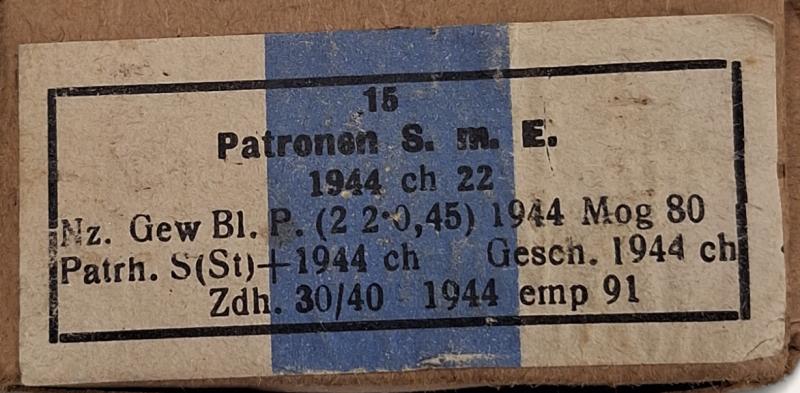 15
Patronen S. m. E.
1944 ch 22
Nz. Gew Bl. P. (2 2·0,45) 1944 Mog 80
Patrh. S(St)+1944 ch Gesch. 1944 ch
Zdh. 30/40 1944 emp 91